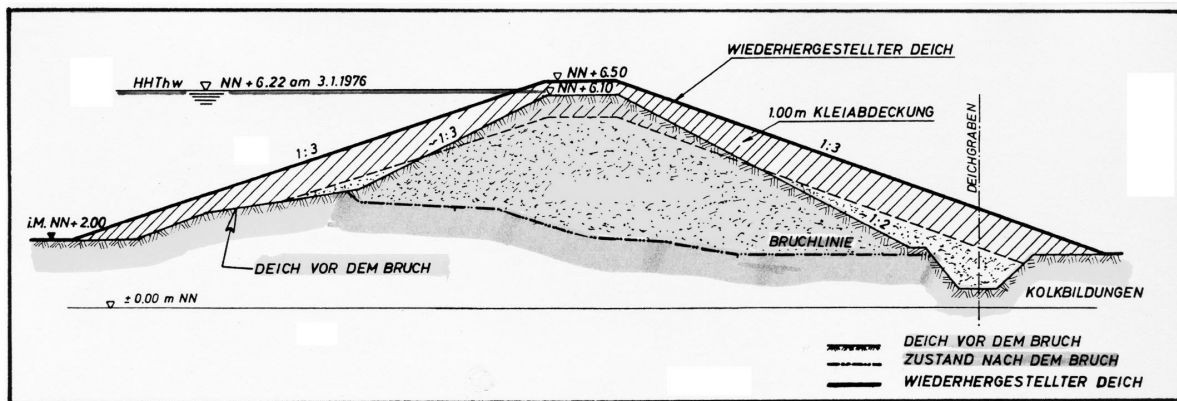 WIEDERHERGESTELLTER DEICH
HHThw NN + 6.22 am 3.1.1976
NN + 6.50
NN + 6.10
1.00 m KLEIABDECKUNG
1:3
~1:3
1:3
DEICHGRABEN
i.M. NN + 2.00
~1:2
BRUCHLINIE
DEICH VOR DEM BRUCH
± 0.00 m NN
KOLKBILDUNGEN
DEICH VOR DEM BRUCH
ZUSTAND NACH DEM BRUCH
WIEDERHERGESTELLTER DEICH